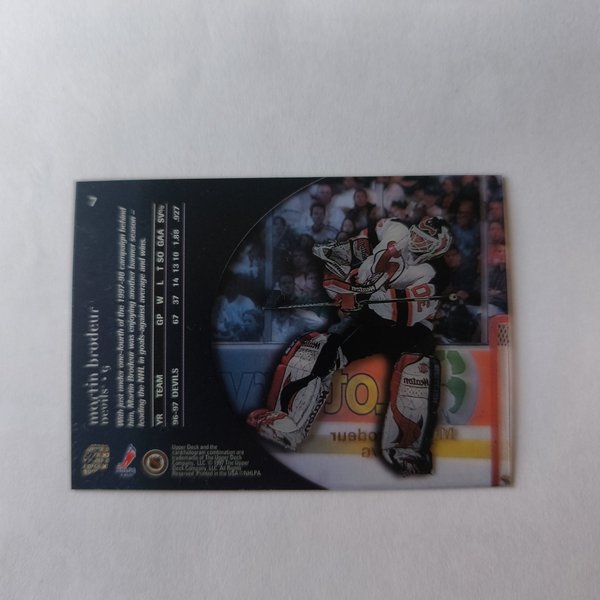 martin brodeur
Devils • g
With just under one-fourth of the 1997-98 campaign behind
him, Martin Brodeur was enjoying another banner season –
leading the NHL in goals-against average and wins.
YR TEAM GP W L T SO GAA SV%
96-97 DEVILS 67 37 14 13 10 1.88 .927
Upper Deck and the
card/hologram combination are
trademarks of The Upper Deck
Company, LLC. © 1997 The Upper
Deck Company, LLC. All Rights
Reserved. Printed in the USA ©NHLPA
30